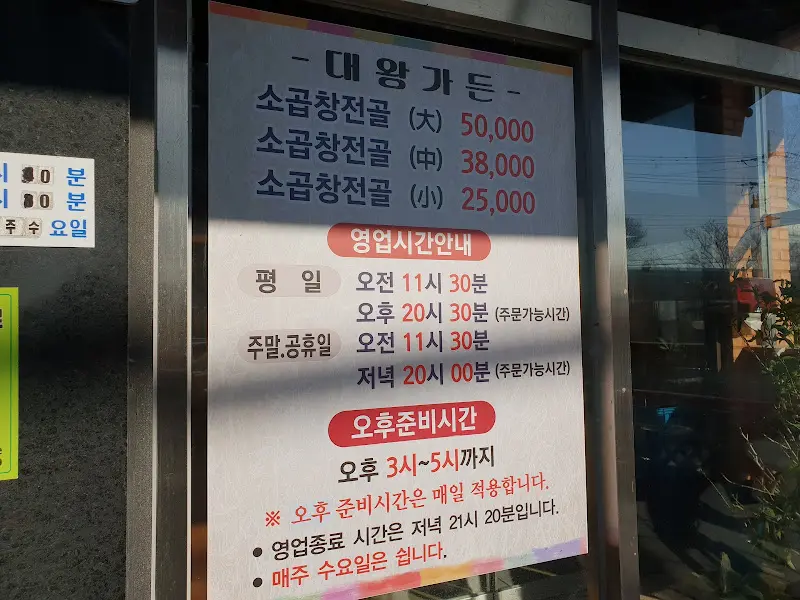 - 대왕가든 -
소곱창전골 (大) 50,000
소곱창전골 (中) 38,000
소곱창전골 (小) 25,000
영업시간안내
평 일 오전 11시 30분
오후 20시 30분 (주문가능시간)
주말.공휴일 오전 11시 30분
저녁 20시 00분 (주문가능시간)
오후준비시간
오후 3시~5시까지
※ 오후 준비시간은 매일 적용합니다.
• 영업종료 시간은 저녁 21시 20분입니다.
• 매주 수요일은 쉽니다.
시 분
시 분
주 수 요일